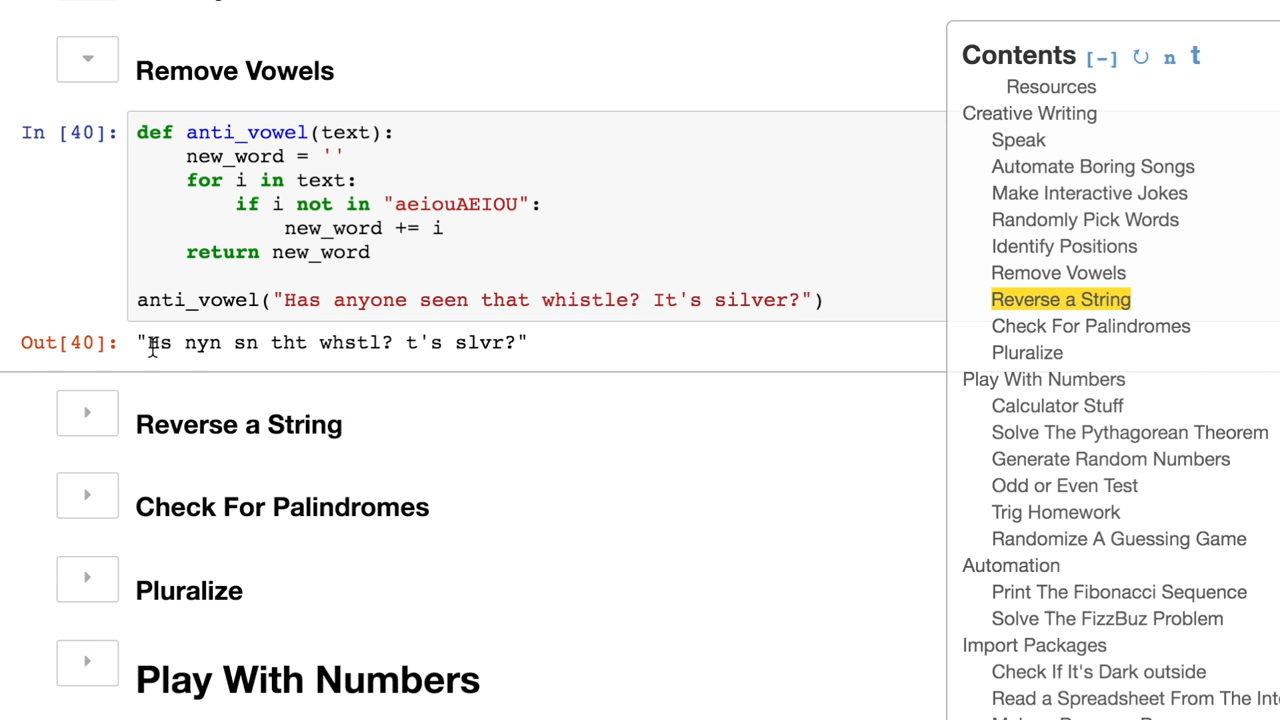 Remove Vowels
In [40]:
def anti_vowel(text):
    new_word = ''
    for i in text:
        if i not in "aeiouAEIOU":
            new_word += i
    return new_word
anti_vowel("Has anyone seen that whistle? It's silver?")
Out[40]: "Hs nyn sn tht whstl? t's slvr?"
Reverse a String
Check For Palindromes
Pluralize
Play With Numbers
Contents [-] ↻ n t
Resources
Creative Writing
Speak
Automate Boring Songs
Make Interactive Jokes
Randomly Pick Words
Identify Positions
Remove Vowels
Reverse a String
Check For Palindromes
Pluralize
Play With Numbers
Calculator Stuff
Solve The Pythagorean Theorem
Generate Random Numbers
Odd or Even Test
Trig Homework
Randomize A Guessing Game
Automation
Print The Fibonacci Sequence
Solve The FizzBuz Problem
Import Packages
Check If It's Dark outside
Read a Spreadsheet From The